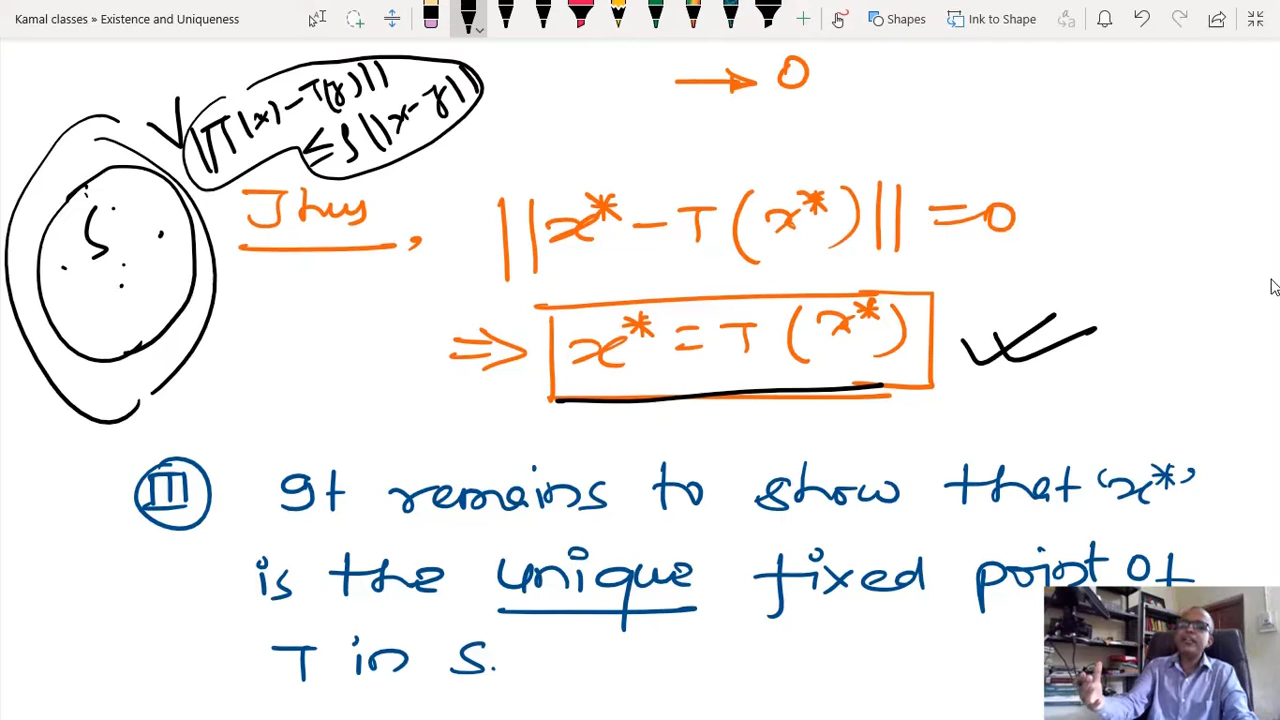 Kamal classes » Existence and Uniqueness
Shapes
Ink to Shape
→ 0
||T(x)-T(y)||
≤ ρ||x-y||
S
Thus, ||x* - T(x*)|| = 0
⇒ x* = T(x*)
III It remains to show that 'x*'
is the unique fixed point of
T in S.